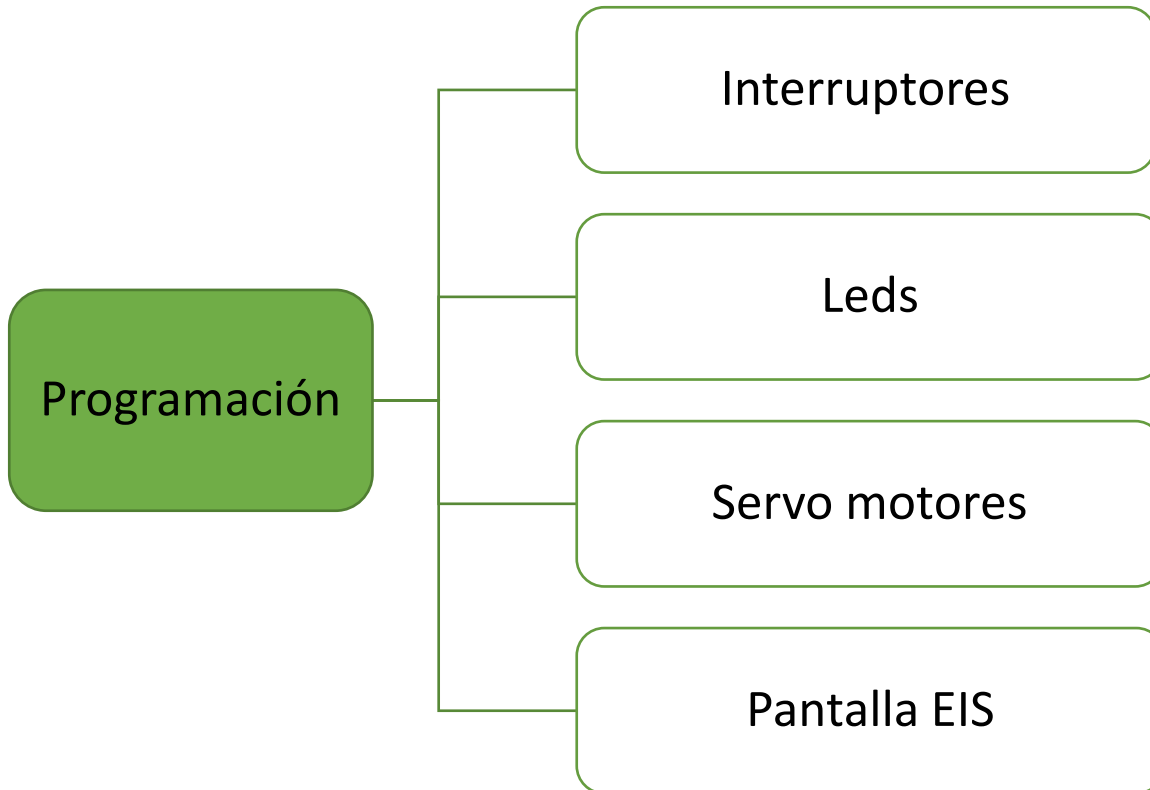 Interruptores
Leds
Programación
Servo motores
Pantalla EIS